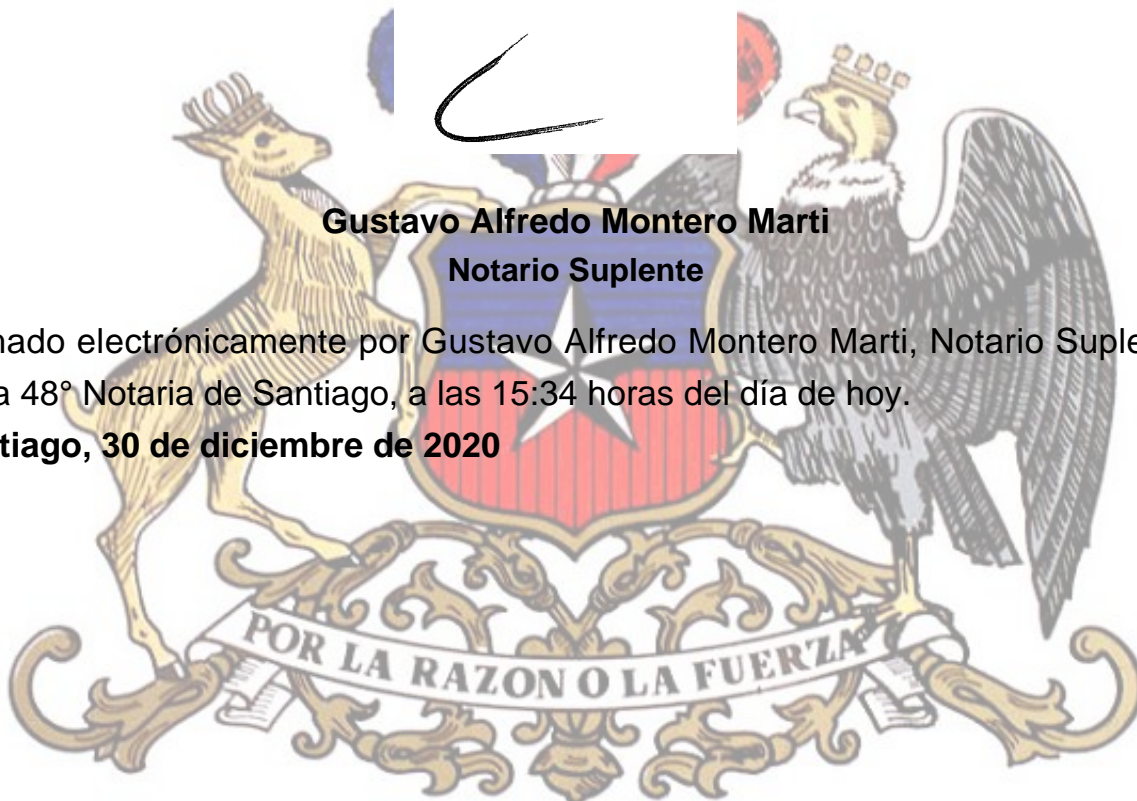 Gustavo Alfredo Montero Marti
Notario Suplente
nado electrónicamente por Gustavo Alfredo Montero Marti, Notario Suple
a 48° Notaria de Santiago, a las 15:34 horas del día de hoy.
tiago, 30 de diciembre de 2020
POR LA RAZON O LA FUERZA